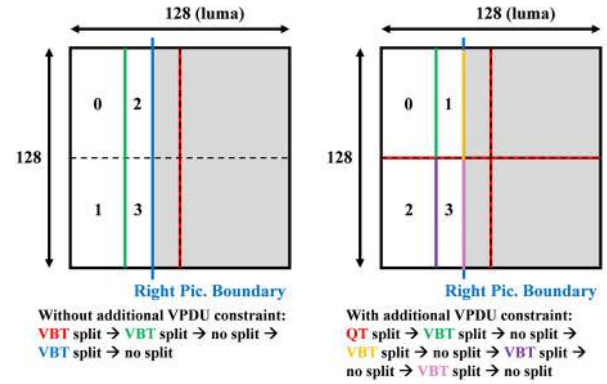 128 (luma)
128
0
2
1
3
Right Pic. Boundary
Without additional VPDU constraint:
VBT split → VBT split → no split →
VBT split → no split
128 (luma)
128
0
1
2
3
Right Pic. Boundary
With additional VPDU constraint:
QT split → VBT split → no split →
VBT split → no split → VBT split →
no split → VBT split → no split